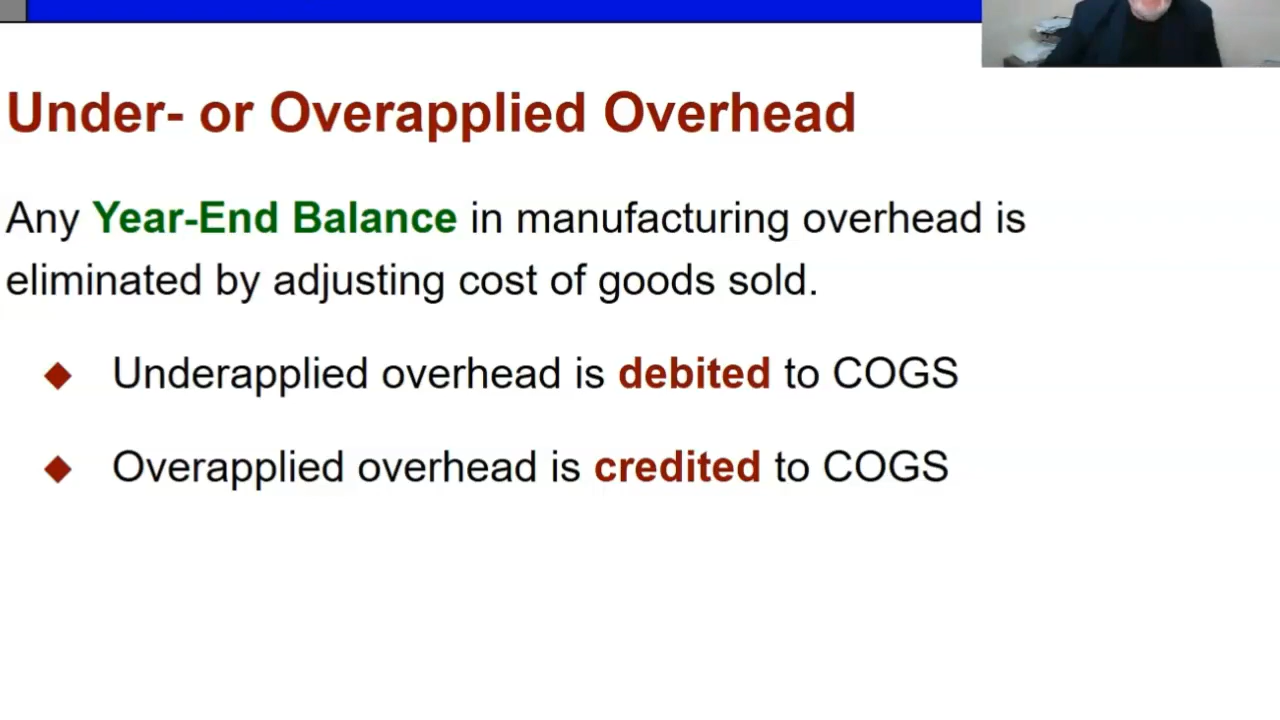 Under- or Overapplied Overhead
Any Year-End Balance in manufacturing overhead is
eliminated by adjusting cost of goods sold.
Underapplied overhead is debited to COGS
Overapplied overhead is credited to COGS